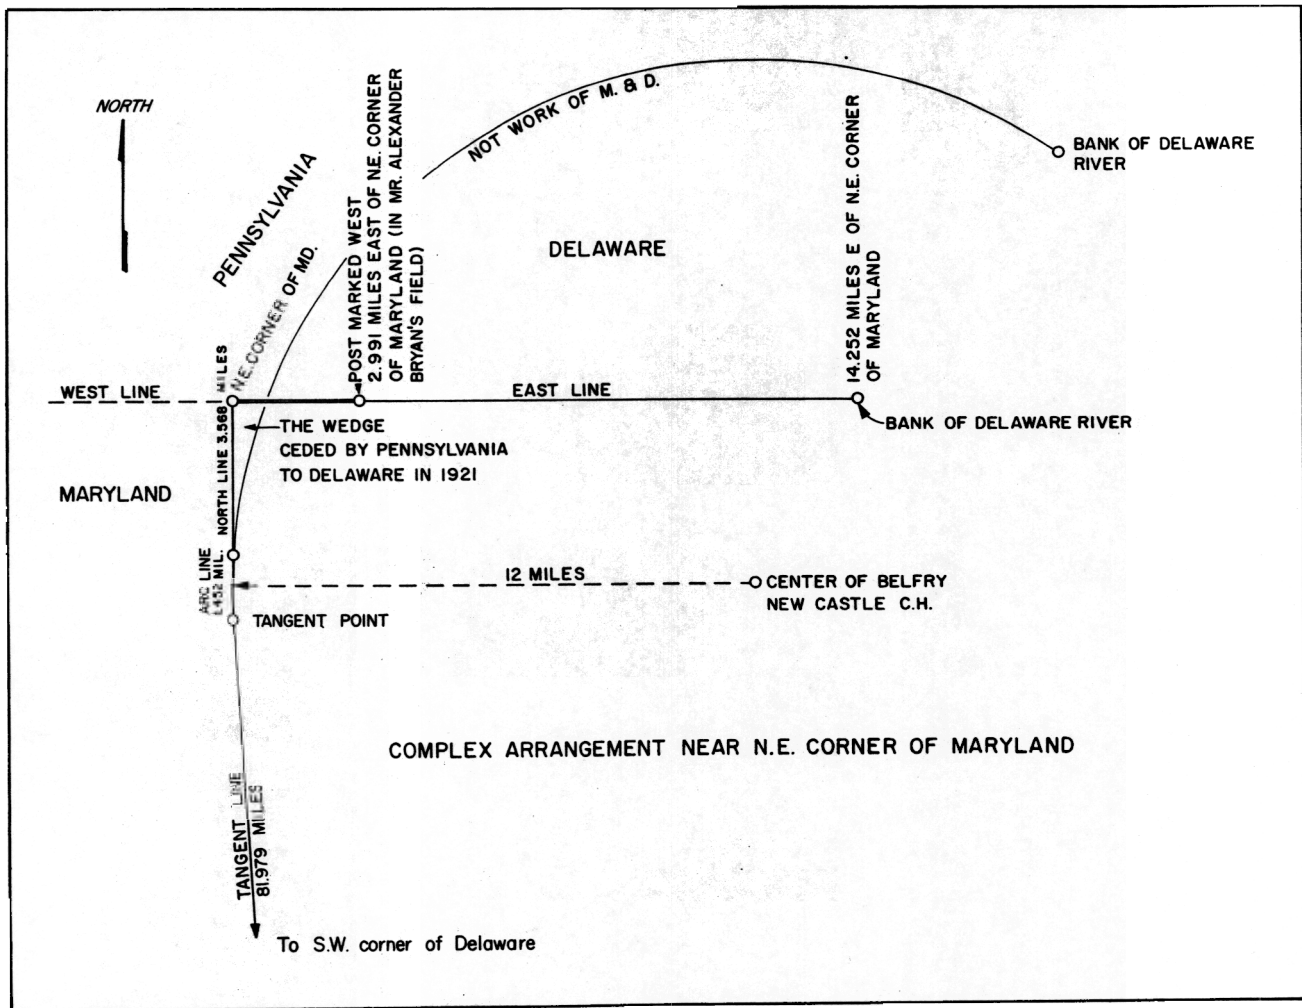 NORTH
PENNSYLVANIA
N.E. CORNER OF MD.
POST MARKED WEST
2.991 MILES EAST OF N.E. CORNER
OF MARYLAND (IN MR. ALEXANDER
BRYAN'S FIELD)
NOT WORK OF M. & D.
BANK OF DELAWARE
RIVER
DELAWARE
14.252 MILES E OF N.E. CORNER
OF MARYLAND
WEST LINE
EAST LINE
BANK OF DELAWARE RIVER
THE WEDGE
CEDED BY PENNSYLVANIA
TO DELAWARE IN 1921
NORTH LINE 3.568 MILES
MARYLAND
ARC LINE
1.452 MIL.
12 MILES
CENTER OF BELFRY
NEW CASTLE C.H.
TANGENT POINT
COMPLEX ARRANGEMENT NEAR N.E. CORNER OF MARYLAND
TANGENT LINE
81.979 MILES
To S.W. corner of Delaware